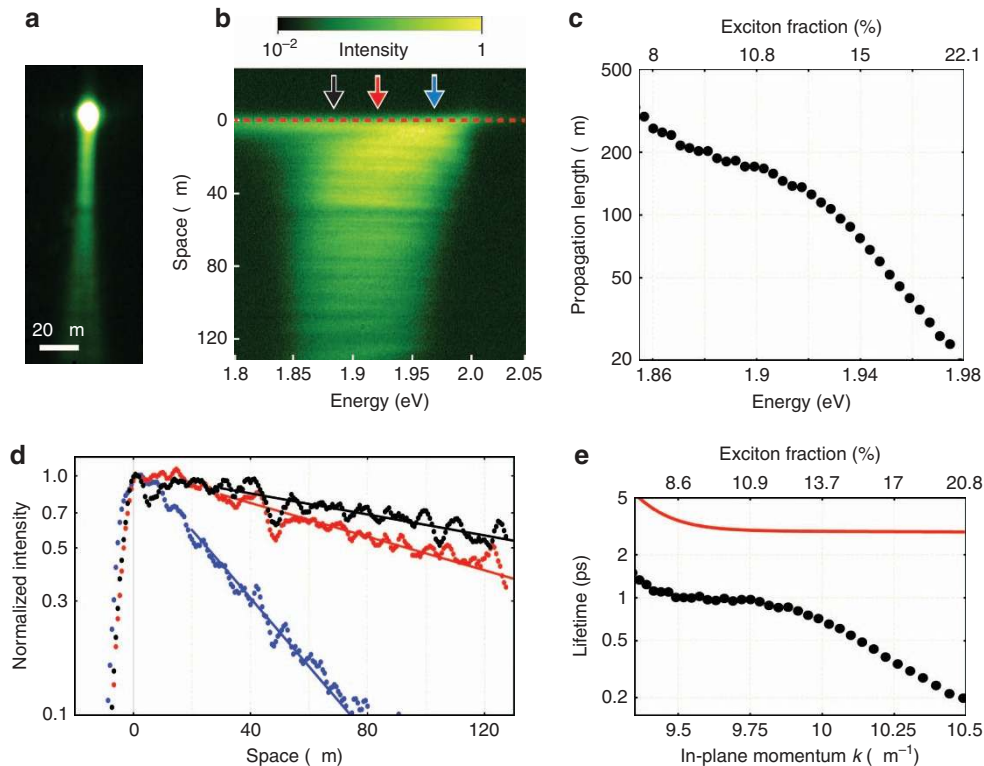 a
20 m
b
10⁻² Intensity 1
0
40
80
120
Space ( m)
1.8 1.85 1.9 1.95 2.0 2.05
Energy (eV)
c
Exciton fraction (%)
8 10.8 15 22.1
500
200
100
50
20
Propagation length ( m)
1.86 1.9 1.94 1.98
Energy (eV)
d
1.0
0.7
0.5
0.3
0.1
Normalized intensity
0 40 80 120
Space ( m)
e
Exciton fraction (%)
8.6 10.9 13.7 17 20.8
5
2
1
0.5
0.2
Lifetime (ps)
9.5 9.75 10 10.25 10.5
In-plane momentum k ( m⁻¹)